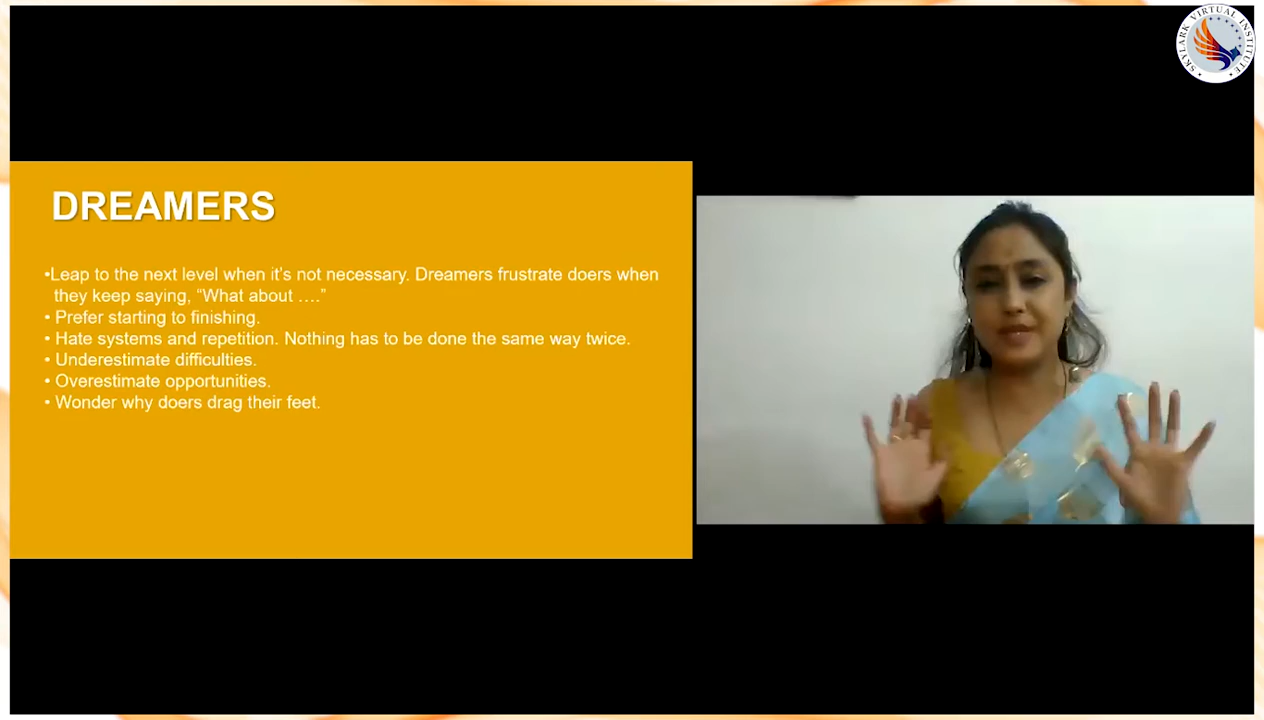 SKYLARK VIRTUAL INSTITUTE
DREAMERS
•Leap to the next level when it’s not necessary. Dreamers frustrate doers when
they keep saying, “What about ….”
• Prefer starting to finishing.
• Hate systems and repetition. Nothing has to be done the same way twice.
• Underestimate difficulties.
• Overestimate opportunities.
• Wonder why doers drag their feet.